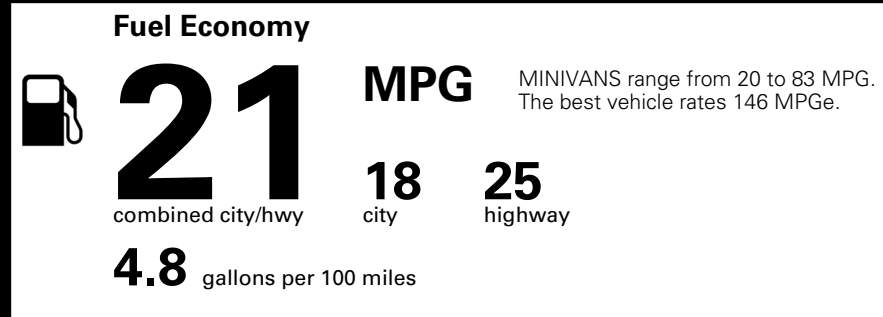 Fuel Economy
21
MPG
MINIVANS range from 20 to 83 MPG.
The best vehicle rates 146 MPGe.
combined city/hwy
18
city
25
highway
4.8 gallons per 100 miles